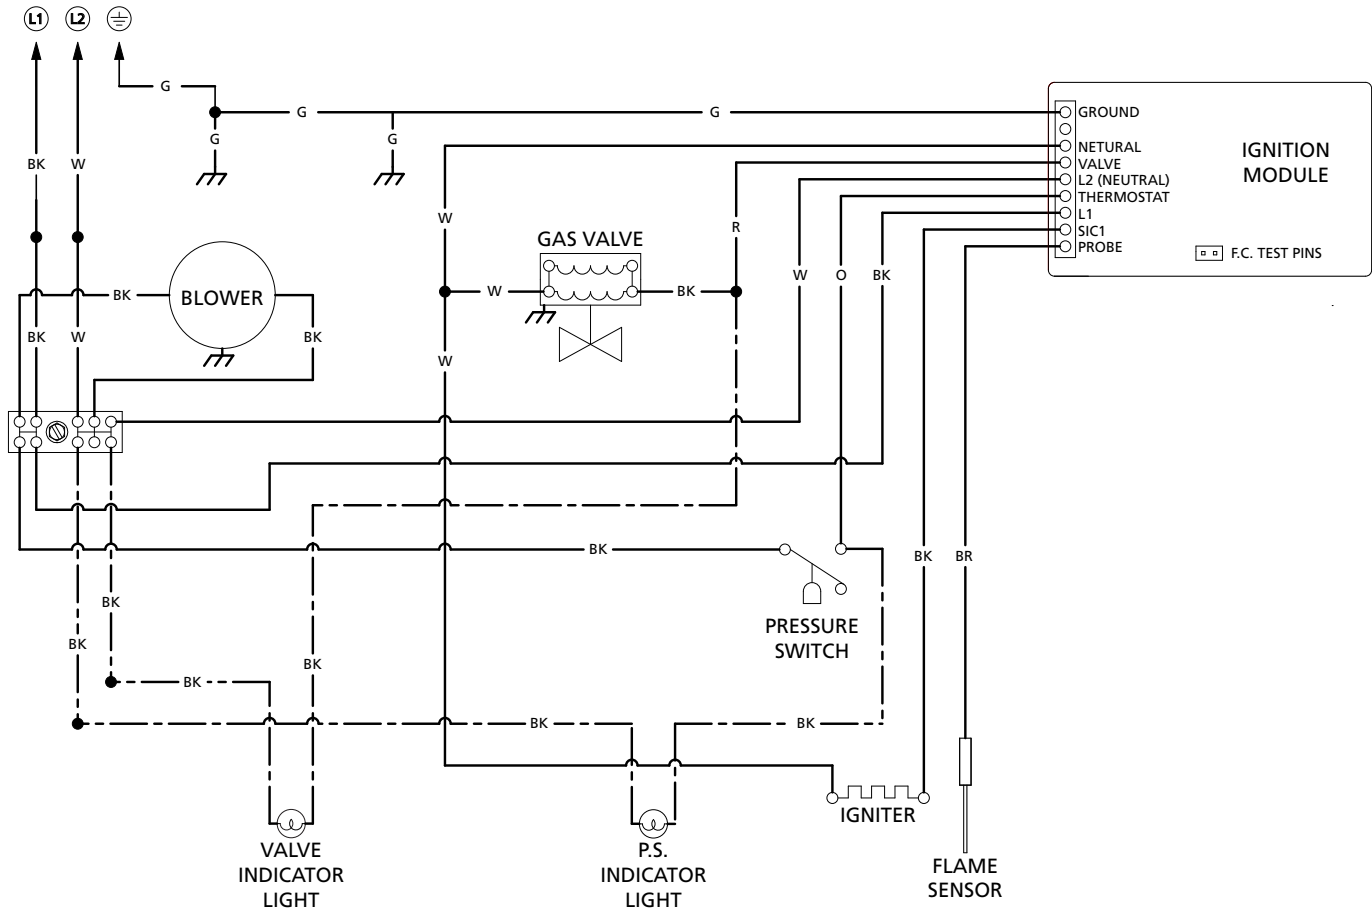 L1 L2
G
G G G
G G
GROUND
NETURAL
VALVE
L2 (NEUTRAL)
THERMOSTAT
L1
SIC1
PROBE
IGNITION
MODULE
F.C. TEST PINS
BK W
W
R
GAS VALVE
W BK
W O BK
BK
BLOWER
BK W BK
W
BK
BK BR
PRESSURE
SWITCH
BK
BK
BK
BK
BK BK
IGNITER
VALVE
INDICATOR
LIGHT
P.S.
INDICATOR
LIGHT
FLAME
SENSOR